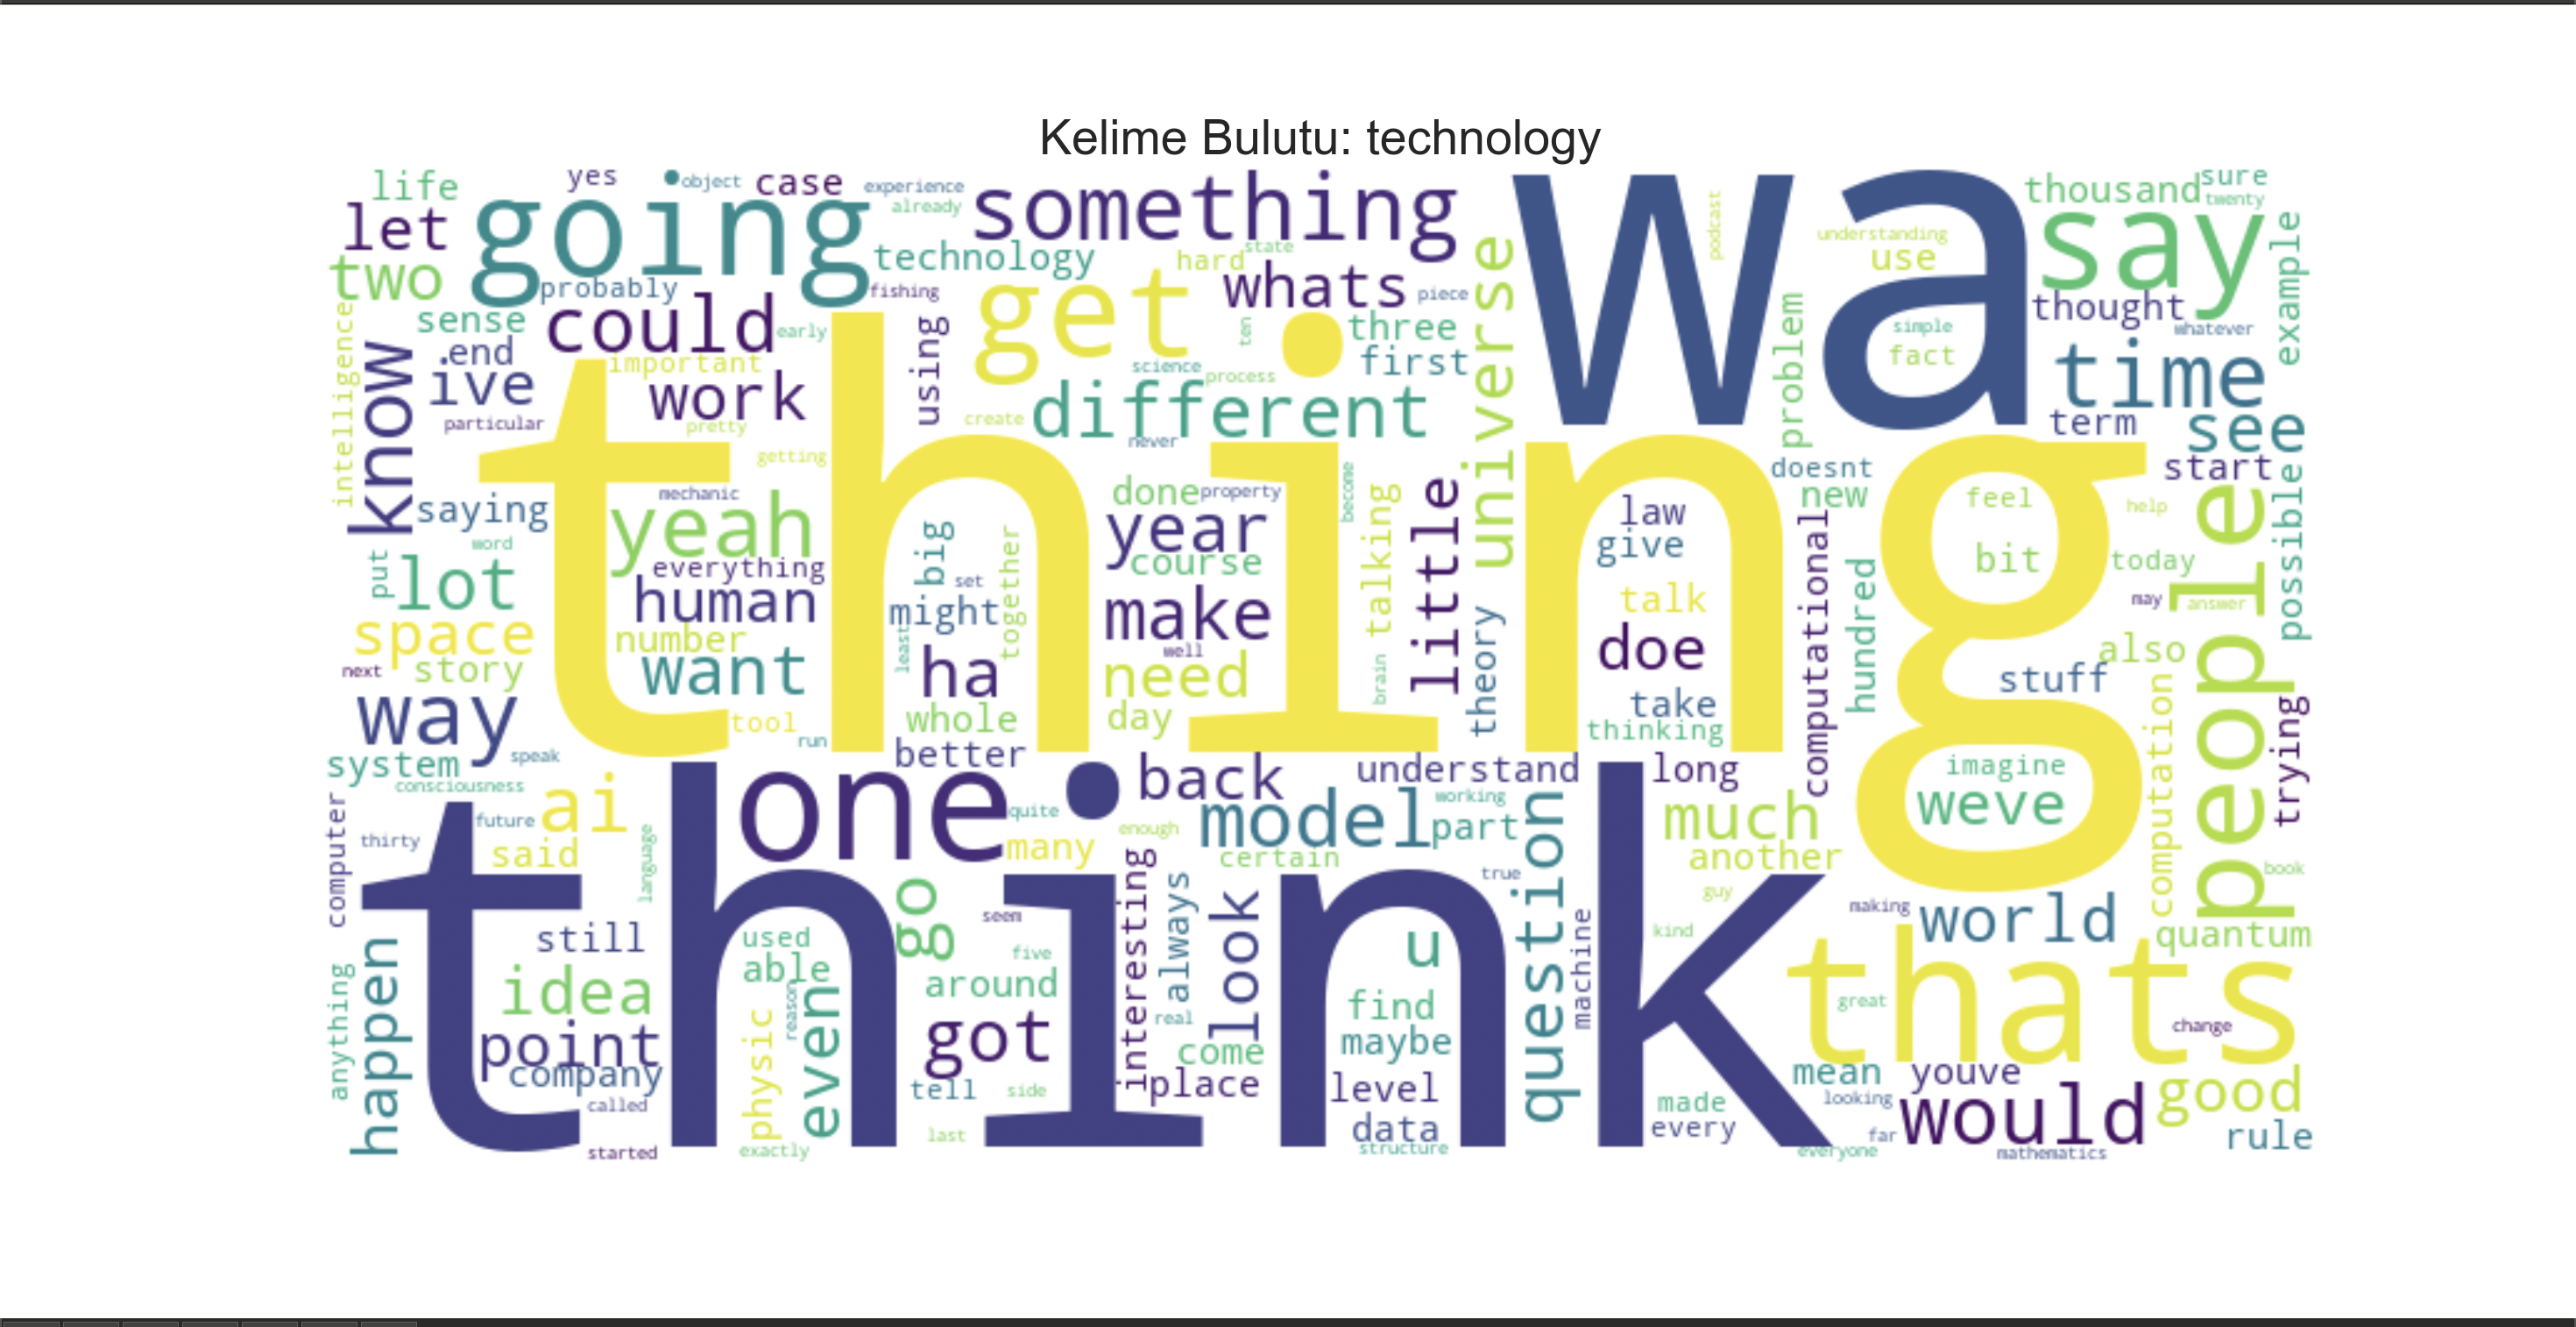 Kelime Bulutu: technology
life
yes
object
case
experience
already
something
wa
podcast
thousand
sure
twenty
let
going
technology
hard
state
understanding
use
say
example
two
probably
fishing
get
whats
piece
universe
thought
whatever
intelligence
sense
could
early
using
ten
three
problem
simple
fact
time
know
end
ive
important
work
science
process
first
particular
pretty
create
different
never
term
see
thing
getting
doesnt
start
saying
mechanic
yeah
done
property
become
talking
little
law
new
feel
help
people
possible
word
put
lot
everything
human
big
set
together
year
course
give
bit
today
might
make
talk
computational
hundred
may
answer
space
number
want
least
ha
well
need
brain
theory
doe
also
next
story
stuff
way
tool
run
whole
day
take
thinking
computation
trying
system
speak
better
one
back
understand
long
imagine
consciousness
computer
future
ai
quite
model
working
part
question
much
weve
thirty
said
language
many
enough
certain
another
book
think
go
seem
interesting
always
look
true
machine
guy
kind
making
world
quantum
still
used
able
five
u
thats
anything
happen
idea
reason
around
real
find
great
change
point
physic
even
got
come
maybe
company
tell
side
place
level
mean
youve
good
called
made
looking
would
started
exactly
last
data
structure
every
far
everyone
mathematics
rule